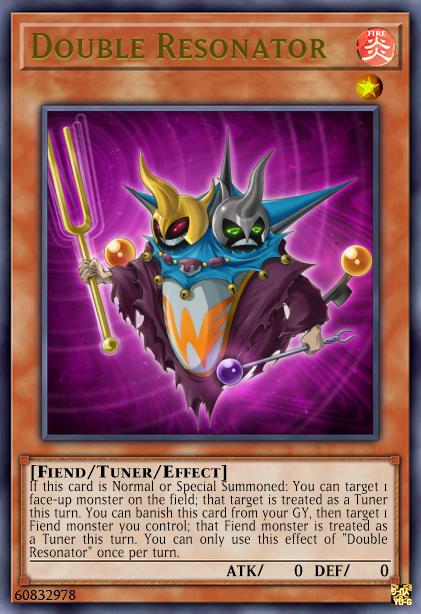 DOUBLE RESONATOR
FIRE
炎
W
[FIEND/TUNER/EFFECT]
If this card is Normal or Special Summoned: You can target 1
face-up monster on the field; that target is treated as a Tuner
this turn. You can banish this card from your GY, then target 1
Fiend monster you control; that Fiend monster is treated as
a Tuner this turn. You can only use this effect of "Double
Resonator" once per turn.
ATK/ 0 DEF/ 0
60832978